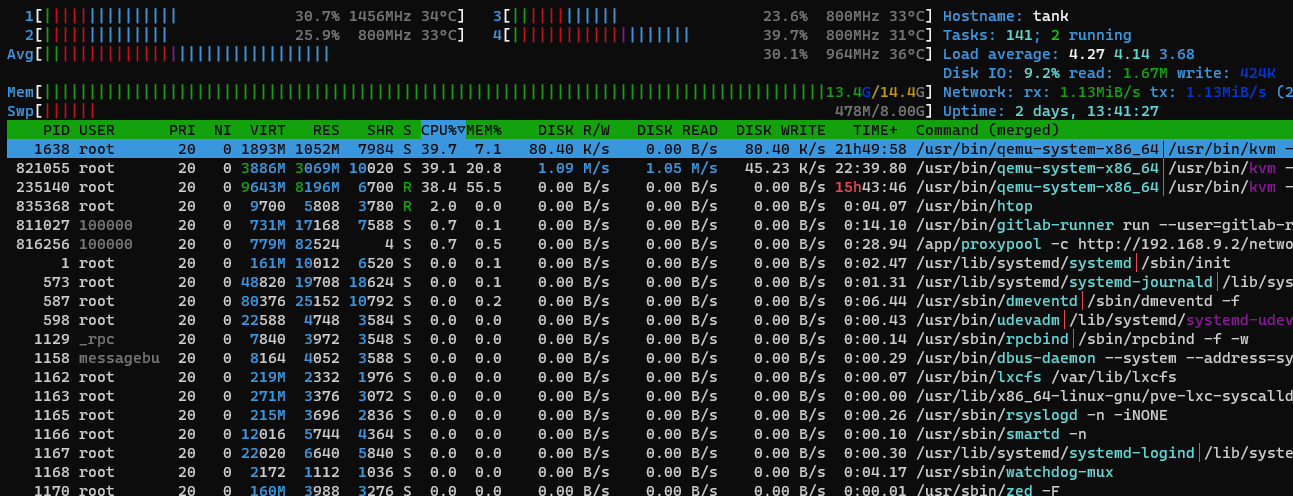 1[|||||||||||||||| 30.7% 1456MHz 34°C] 3[||||||||||||| 23.6% 800MHz 33°C] Hostname: tank
2[||||||||||||||| 25.9% 800MHz 33°C] 4[|||||||||||||||||||| 39.7% 800MHz 31°C] Tasks: 141; 2 running
Avg[|||||||||||||||||||||||||||||||| 30.1% 964MHz 36°C] Load average: 4.27 4.14 3.68
Disk IO: 9.2% read: 1.67M write: 424K
Mem[||||||||||||||||||||||||||||||||||||||||||||||||||||||||||||||||||||||||||||||||||||||||13.4G/14.4G] Network: rx: 1.13MiB/s tx: 1.13MiB/s (2
Swp[|||||| 478M/8.00G] Uptime: 2 days, 13:41:27
PID USER PRI NI VIRT RES SHR S CPU%▽MEM% DISK R/W DISK READ DISK WRITE TIME+ Command (merged)
1638 root 20 0 1893M 1052M 7984 S 39.7 7.1 80.40 K/s 0.00 B/s 80.40 K/s 21h49:58 /usr/bin/qemu-system-x86_64│/usr/bin/kvm -
821055 root 20 0 3886M 3069M 10020 S 39.1 20.8 1.09 M/s 1.05 M/s 45.23 K/s 22:39.80 /usr/bin/qemu-system-x86_64│/usr/bin/kvm -
235140 root 20 0 9643M 8196M 6700 R 38.4 55.5 0.00 B/s 0.00 B/s 0.00 B/s 15h43:46 /usr/bin/qemu-system-x86_64│/usr/bin/kvm -
835368 root 20 0 9700 5808 3780 R 2.0 0.0 0.00 B/s 0.00 B/s 0.00 B/s 0:04.07 /usr/bin/htop
811027 100000 20 0 731M 17168 7588 S 0.7 0.1 0.00 B/s 0.00 B/s 0.00 B/s 0:14.10 /usr/bin/gitlab-runner run --user=gitlab-r
816256 100000 20 0 779M 82524 4 S 0.7 0.5 0.00 B/s 0.00 B/s 0.00 B/s 0:28.94 /app/proxypool -c http://192.168.9.2/netwo
1 root 20 0 161M 10012 6520 S 0.0 0.1 0.00 B/s 0.00 B/s 0.00 B/s 0:02.47 /usr/lib/systemd/systemd│/sbin/init
573 root 20 0 48820 19708 18624 S 0.0 0.1 0.00 B/s 0.00 B/s 0.00 B/s 0:01.31 /usr/lib/systemd/systemd-journald│/lib/sys
587 root 20 0 80376 25152 10792 S 0.0 0.2 0.00 B/s 0.00 B/s 0.00 B/s 0:06.44 /usr/sbin/dmeventd│/sbin/dmeventd -f
598 root 20 0 22588 4748 3584 S 0.0 0.0 0.00 B/s 0.00 B/s 0.00 B/s 0:00.43 /usr/bin/udevadm│/lib/systemd/systemd-udev
1129 _rpc 20 0 7840 3972 3548 S 0.0 0.0 0.00 B/s 0.00 B/s 0.00 B/s 0:00.14 /usr/sbin/rpcbind│/sbin/rpcbind -f -w
1158 messagebu 20 0 8164 4052 3588 S 0.0 0.0 0.00 B/s 0.00 B/s 0.00 B/s 0:00.29 /usr/bin/dbus-daemon --system --address=sy
1162 root 20 0 219M 2332 1976 S 0.0 0.0 0.00 B/s 0.00 B/s 0.00 B/s 0:00.07 /usr/bin/lxcfs /var/lib/lxcfs
1163 root 20 0 271M 3376 3072 S 0.0 0.0 0.00 B/s 0.00 B/s 0.00 B/s 0:00.00 /usr/lib/x86_64-linux-gnu/pve-lxc-syscalld
1165 root 20 0 215M 3696 2836 S 0.0 0.0 0.00 B/s 0.00 B/s 0.00 B/s 0:00.26 /usr/sbin/rsyslogd -n -iNONE
1166 root 20 0 12016 5744 4364 S 0.0 0.0 0.00 B/s 0.00 B/s 0.00 B/s 0:00.10 /usr/sbin/smartd -n
1167 root 20 0 22020 6640 5840 S 0.0 0.0 0.00 B/s 0.00 B/s 0.00 B/s 0:00.30 /usr/lib/systemd/systemd-logind│/lib/syste
1168 root 20 0 2172 1112 1036 S 0.0 0.0 0.00 B/s 0.00 B/s 0.00 B/s 0:04.17 /usr/sbin/watchdog-mux
1170 root 20 0 160M 3988 3276 S 0.0 0.0 0.00 B/s 0.00 B/s 0.00 B/s 0:00.01 /usr/sbin/zed -F